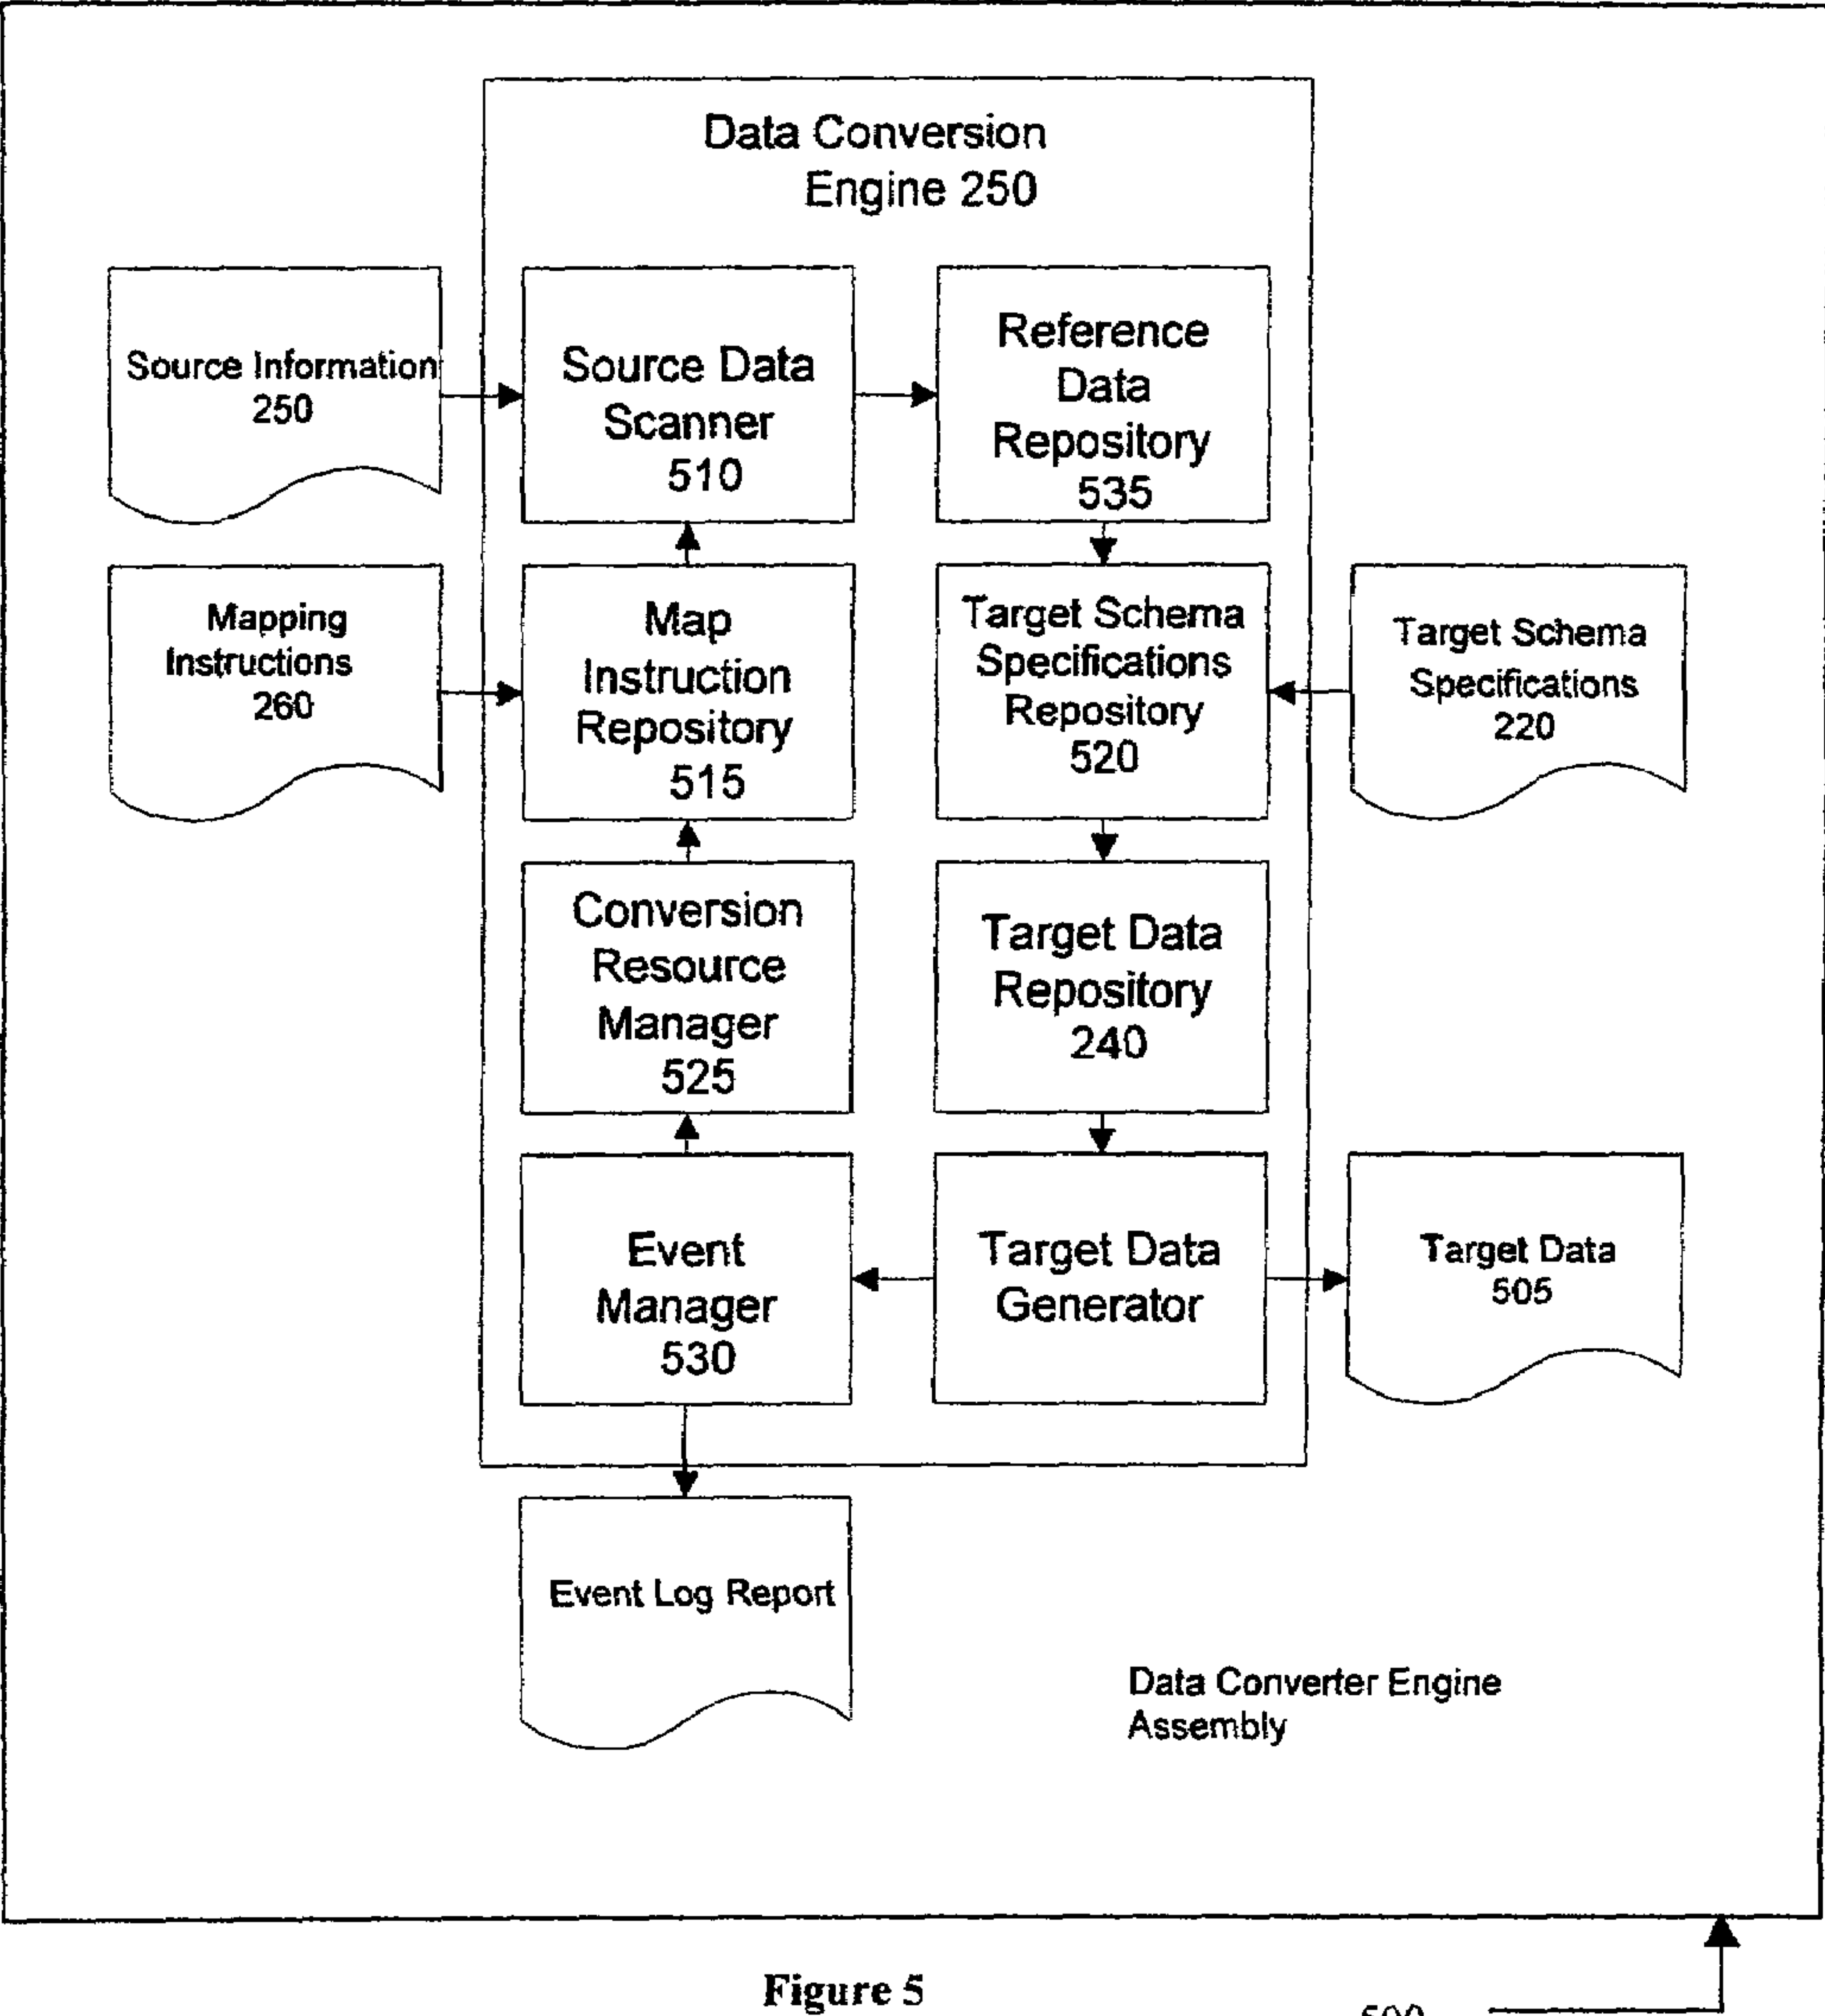 Data Conversion
Engine 250
Source Information
250
Source Data
Scanner
510
Reference
Data
Repository
535
Mapping
Instructions
260
Map
Instruction
Repository
515
Target Schema
Specifications
Repository
520
Target Schema
Specifications
220
Conversion
Resource
Manager
525
Target Data
Repository
240
Event
Manager
530
Target Data
Generator
Target Data
505
Event Log Report
Data Converter Engine
Assembly
Figure 5